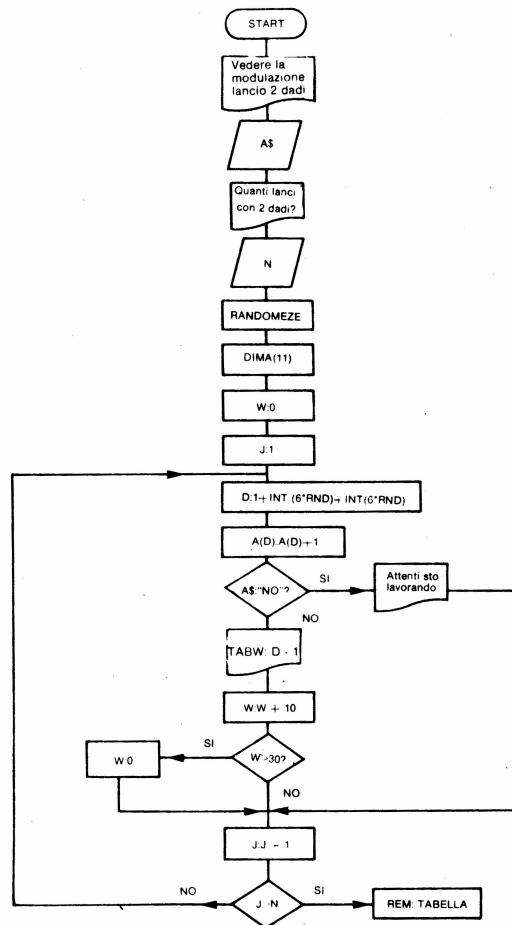 START
Vedere la
modulazione
lancio 2 dadi
A$
Quanti lanci
con 2 dadi?
N
RANDOMEZE
DIMA(11)
W:0
J:1
D:1+INT (6*RND)+INT(6*RND)
A(D).A(D)+1
A$:"NO"?
SI
Attenti sto
lavorando
NO
TABW: D - 1
W:W + 10
W>30?
SI
W:0
NO
J:J - 1
NO
J. -N
SI
REM: TABELLA